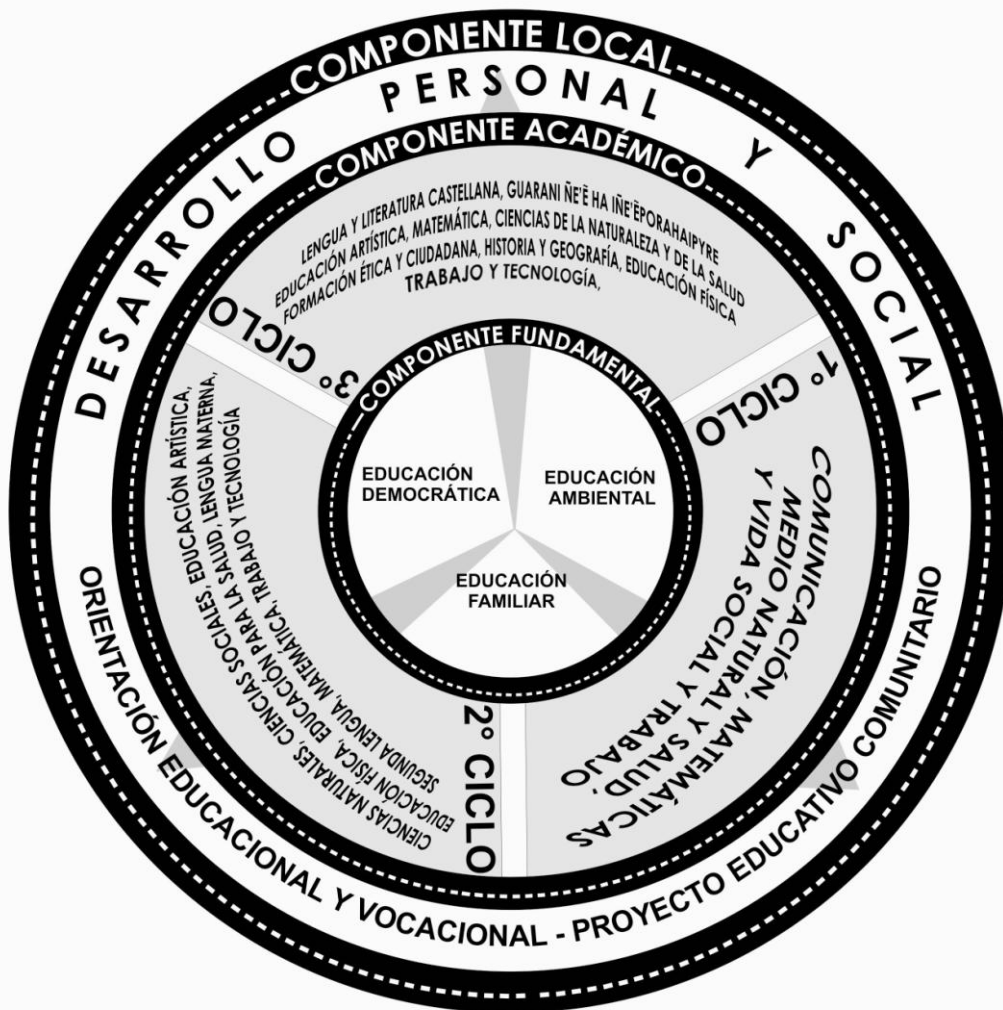 COMPONENTE LOCAL
DESARROLLO PERSONAL Y SOCIAL
COMPONENTE ACADÉMICO
LENGUA Y LITERATURA CASTELLANA, GUARANI ÑE'Ẽ HA IÑE'ẼPORAHAIPYRE
EDUCACIÓN ARTÍSTICA, MATEMÁTICA, CIENCIAS DE LA NATURALEZA Y DE LA SALUD
FORMACIÓN ÉTICA Y CIUDADANA, HISTORIA Y GEOGRAFÍA, EDUCACIÓN FÍSICA
TRABAJO Y TECNOLOGÍA,
3° CICLO
1° CICLO
COMUNICACIÓN, MATEMÁTICAS
MEDIO NATURAL Y SALUD,
Y VIDA SOCIAL Y TRABAJO
2° CICLO
CIENCIAS NATURALES, CIENCIAS SOCIALES, EDUCACIÓN ARTÍSTICA,
EDUCACIÓN FÍSICA, EDUCACIÓN PARA LA SALUD, LENGUA MATERNA,
SEGUNDA LENGUA, MATEMÁTICA, TRABAJO Y TECNOLOGÍA
COMPONENTE FUNDAMENTAL
EDUCACIÓN
DEMOCRÁTICA
EDUCACIÓN
AMBIENTAL
EDUCACIÓN
FAMILIAR
ORIENTACIÓN EDUCACIONAL Y VOCACIONAL - PROYECTO EDUCATIVO COMUNITARIO